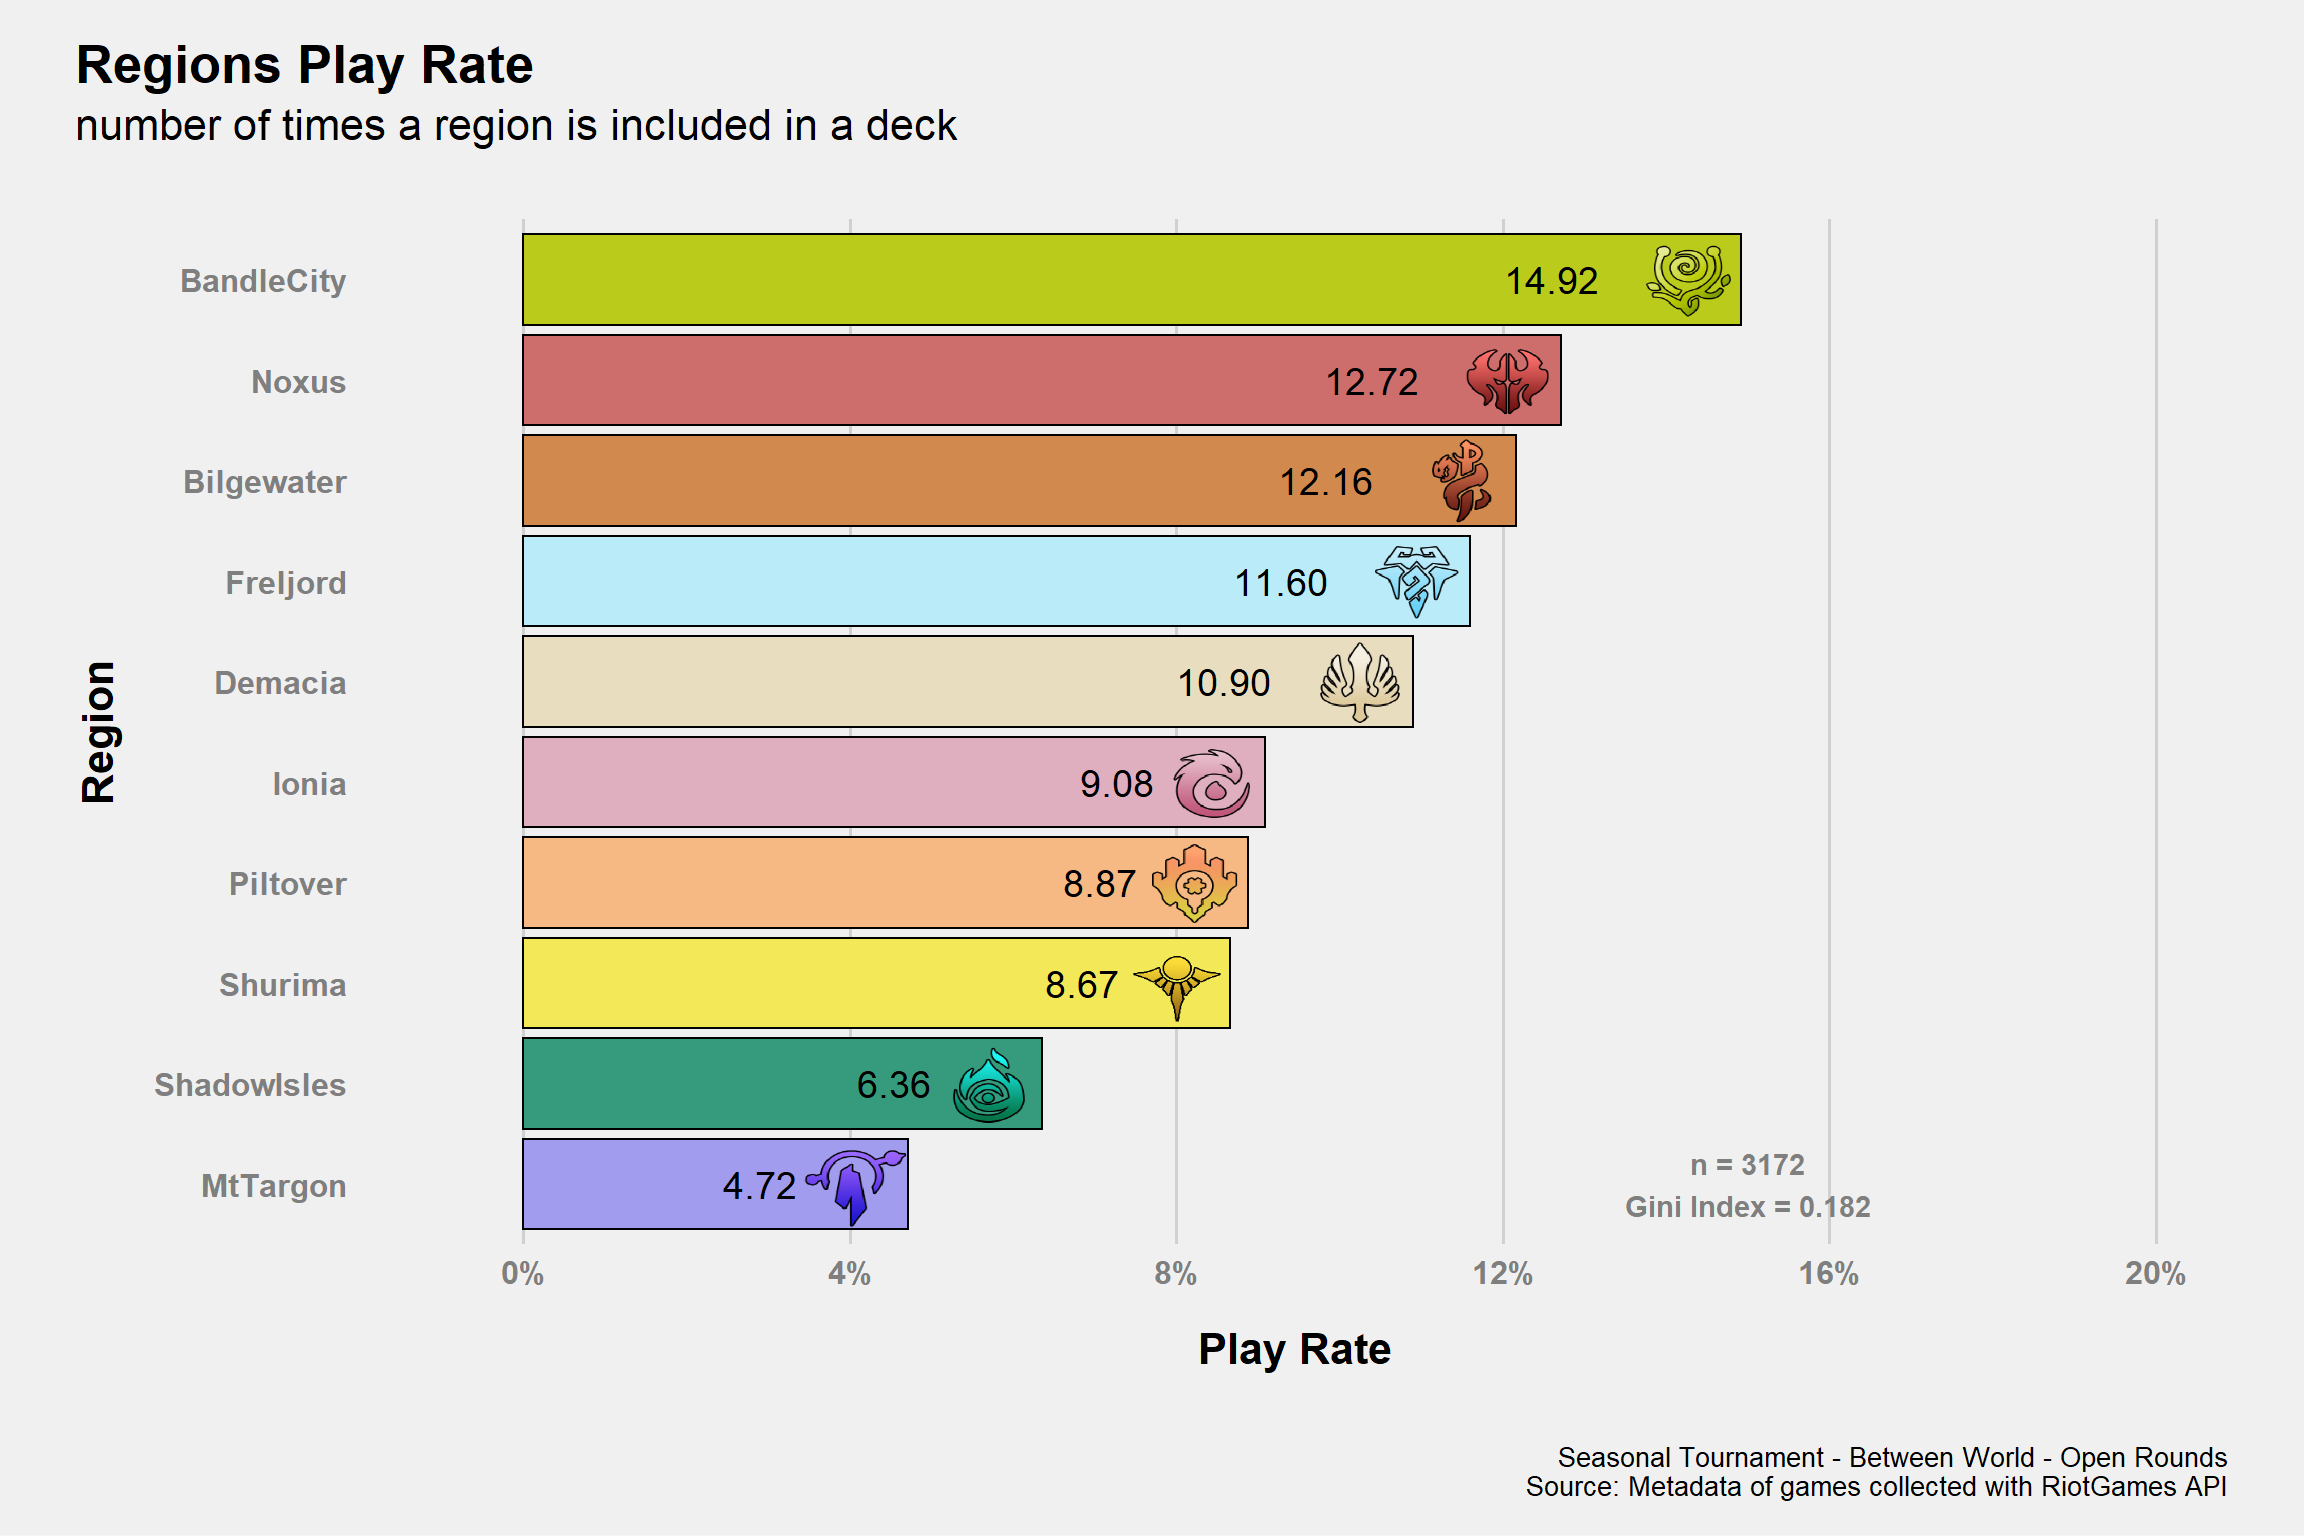 Regions Play Rate
number of times a region is included in a deck
BandleCity
14.92
Noxus
12.72
Bilgewater
12.16
Freljord
11.60
Demacia
10.90
Ionia
9.08
Piltover
8.87
Shurima
8.67
ShadowIsles
6.36
MtTargon
4.72
Region
n = 3172
Gini Index = 0.182
0% 4% 8% 12% 16% 20%
Play Rate
Seasonal Tournament - Between World - Open Rounds
Source: Metadata of games collected with RiotGames API